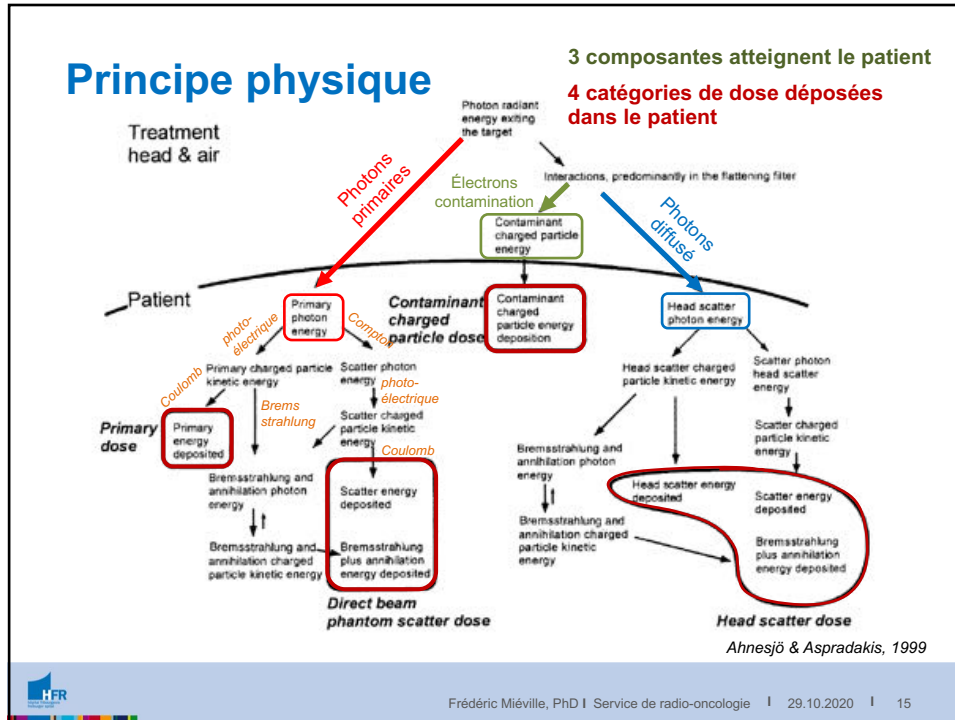 Principe physique
3 composantes atteignent le patient
4 catégories de dose déposées
dans le patient
Treatment
head & air
Photon radiant
energy exiting
the target
Interactions, predominantly in the flattening filter
Photons
primaires
Électrons
contamination
Photons
diffusé
Contaminant
charged particle
energy
Patient
Primary
photon
energy
Contaminant
charged
particle dose
Contaminant
charged
particle energy
deposition
Head scatter
photon energy
photo-
électrique
Compton
Primary charged particle
kinetic energy
Scatter photon
energy
photo-
électrique
Head scatter charged
particle kinetic energy
Scatter photon
head scatter
energy
Coulomb
Brems
strahlung
Scatter charged
particle kinetic
energy
Scatter charged
particle kinetic
energy
Primary
dose
Primary
energy
deposited
Coulomb
Bremsstrahlung and
annihilation photon
energy
Scatter energy
deposited
Bremsstrahlung and
annihilation photon
energy
Head scatter energy
deposited
Scatter energy
deposited
Bremsstrahlung and
annihilation charged
particle kinetic energy
Bremsstrahlung
plus annihilation
energy deposited
Bremsstrahlung and
annihilation charged
particle kinetic
energy
Bremsstrahlung
plus annihilation
energy deposited
Direct beam
phantom scatter dose
Head scatter dose
Ahnesjö & Aspradakis, 1999
HFR
Frédéric Miéville, PhD I Service de radio-oncologie I 29.10.2020 I 15